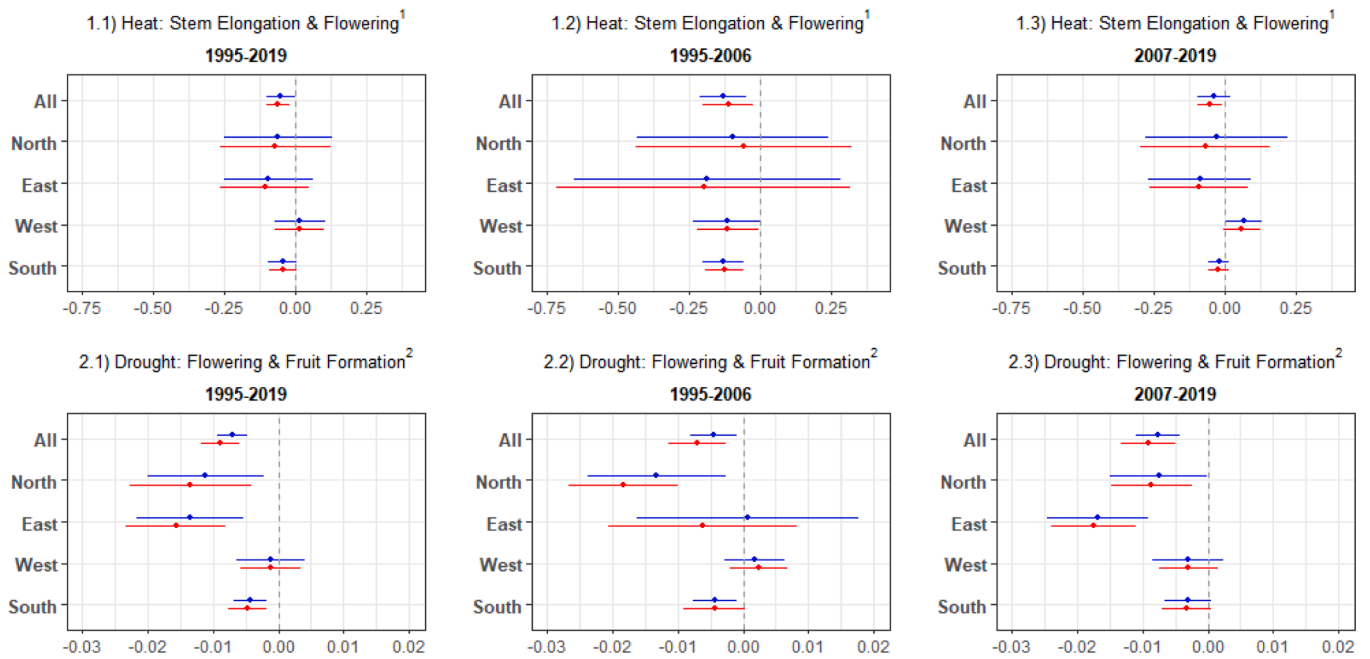 1.1) Heat: Stem Elongation & Flowering¹
1995-2019
All
North
East
West
South
-0.75 -0.50 -0.25 0.00 0.25
1.2) Heat: Stem Elongation & Flowering¹
1995-2006
All
North
East
West
South
-0.75 -0.50 -0.25 0.00 0.25
1.3) Heat: Stem Elongation & Flowering¹
2007-2019
All
North
East
West
South
-0.75 -0.50 -0.25 0.00 0.25
2.1) Drought: Flowering & Fruit Formation²
1995-2019
All
North
East
West
South
-0.03 -0.02 -0.01 0.00 0.01 0.02
2.2) Drought: Flowering & Fruit Formation²
1995-2006
All
North
East
West
South
-0.03 -0.02 -0.01 0.00 0.01 0.02
2.3) Drought: Flowering & Fruit Formation²
2007-2019
All
North
East
West
South
-0.03 -0.02 -0.01 0.00 0.01 0.02